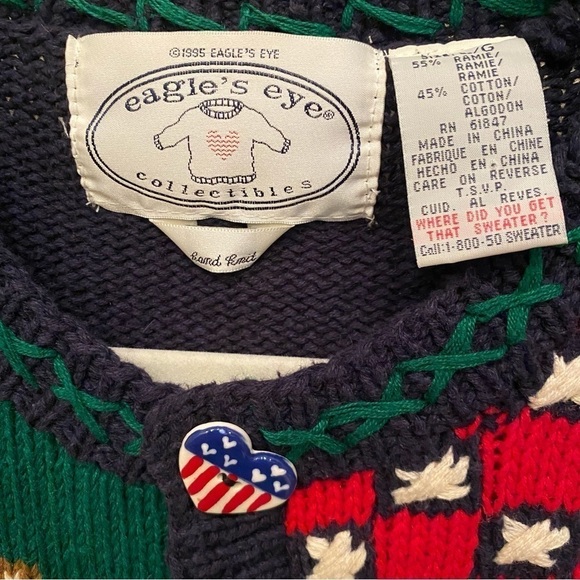 ©1995 EAGLE'S EYE
eagle's eye®
collectibles
hand knit
55% RAMIE/
RAMIE/
RAMIE
45% COTTON/
COTON/
ALGODON
RN 61847
MADE IN CHINA
FABRIQUE EN CHINE
HECHO EN CHINA
CARE ON REVERSE
T.S.V.P.
CUID. AL REVES.
WHERE DID YOU GET
THAT SWEATER?
Call:1-800-50 SWEATER